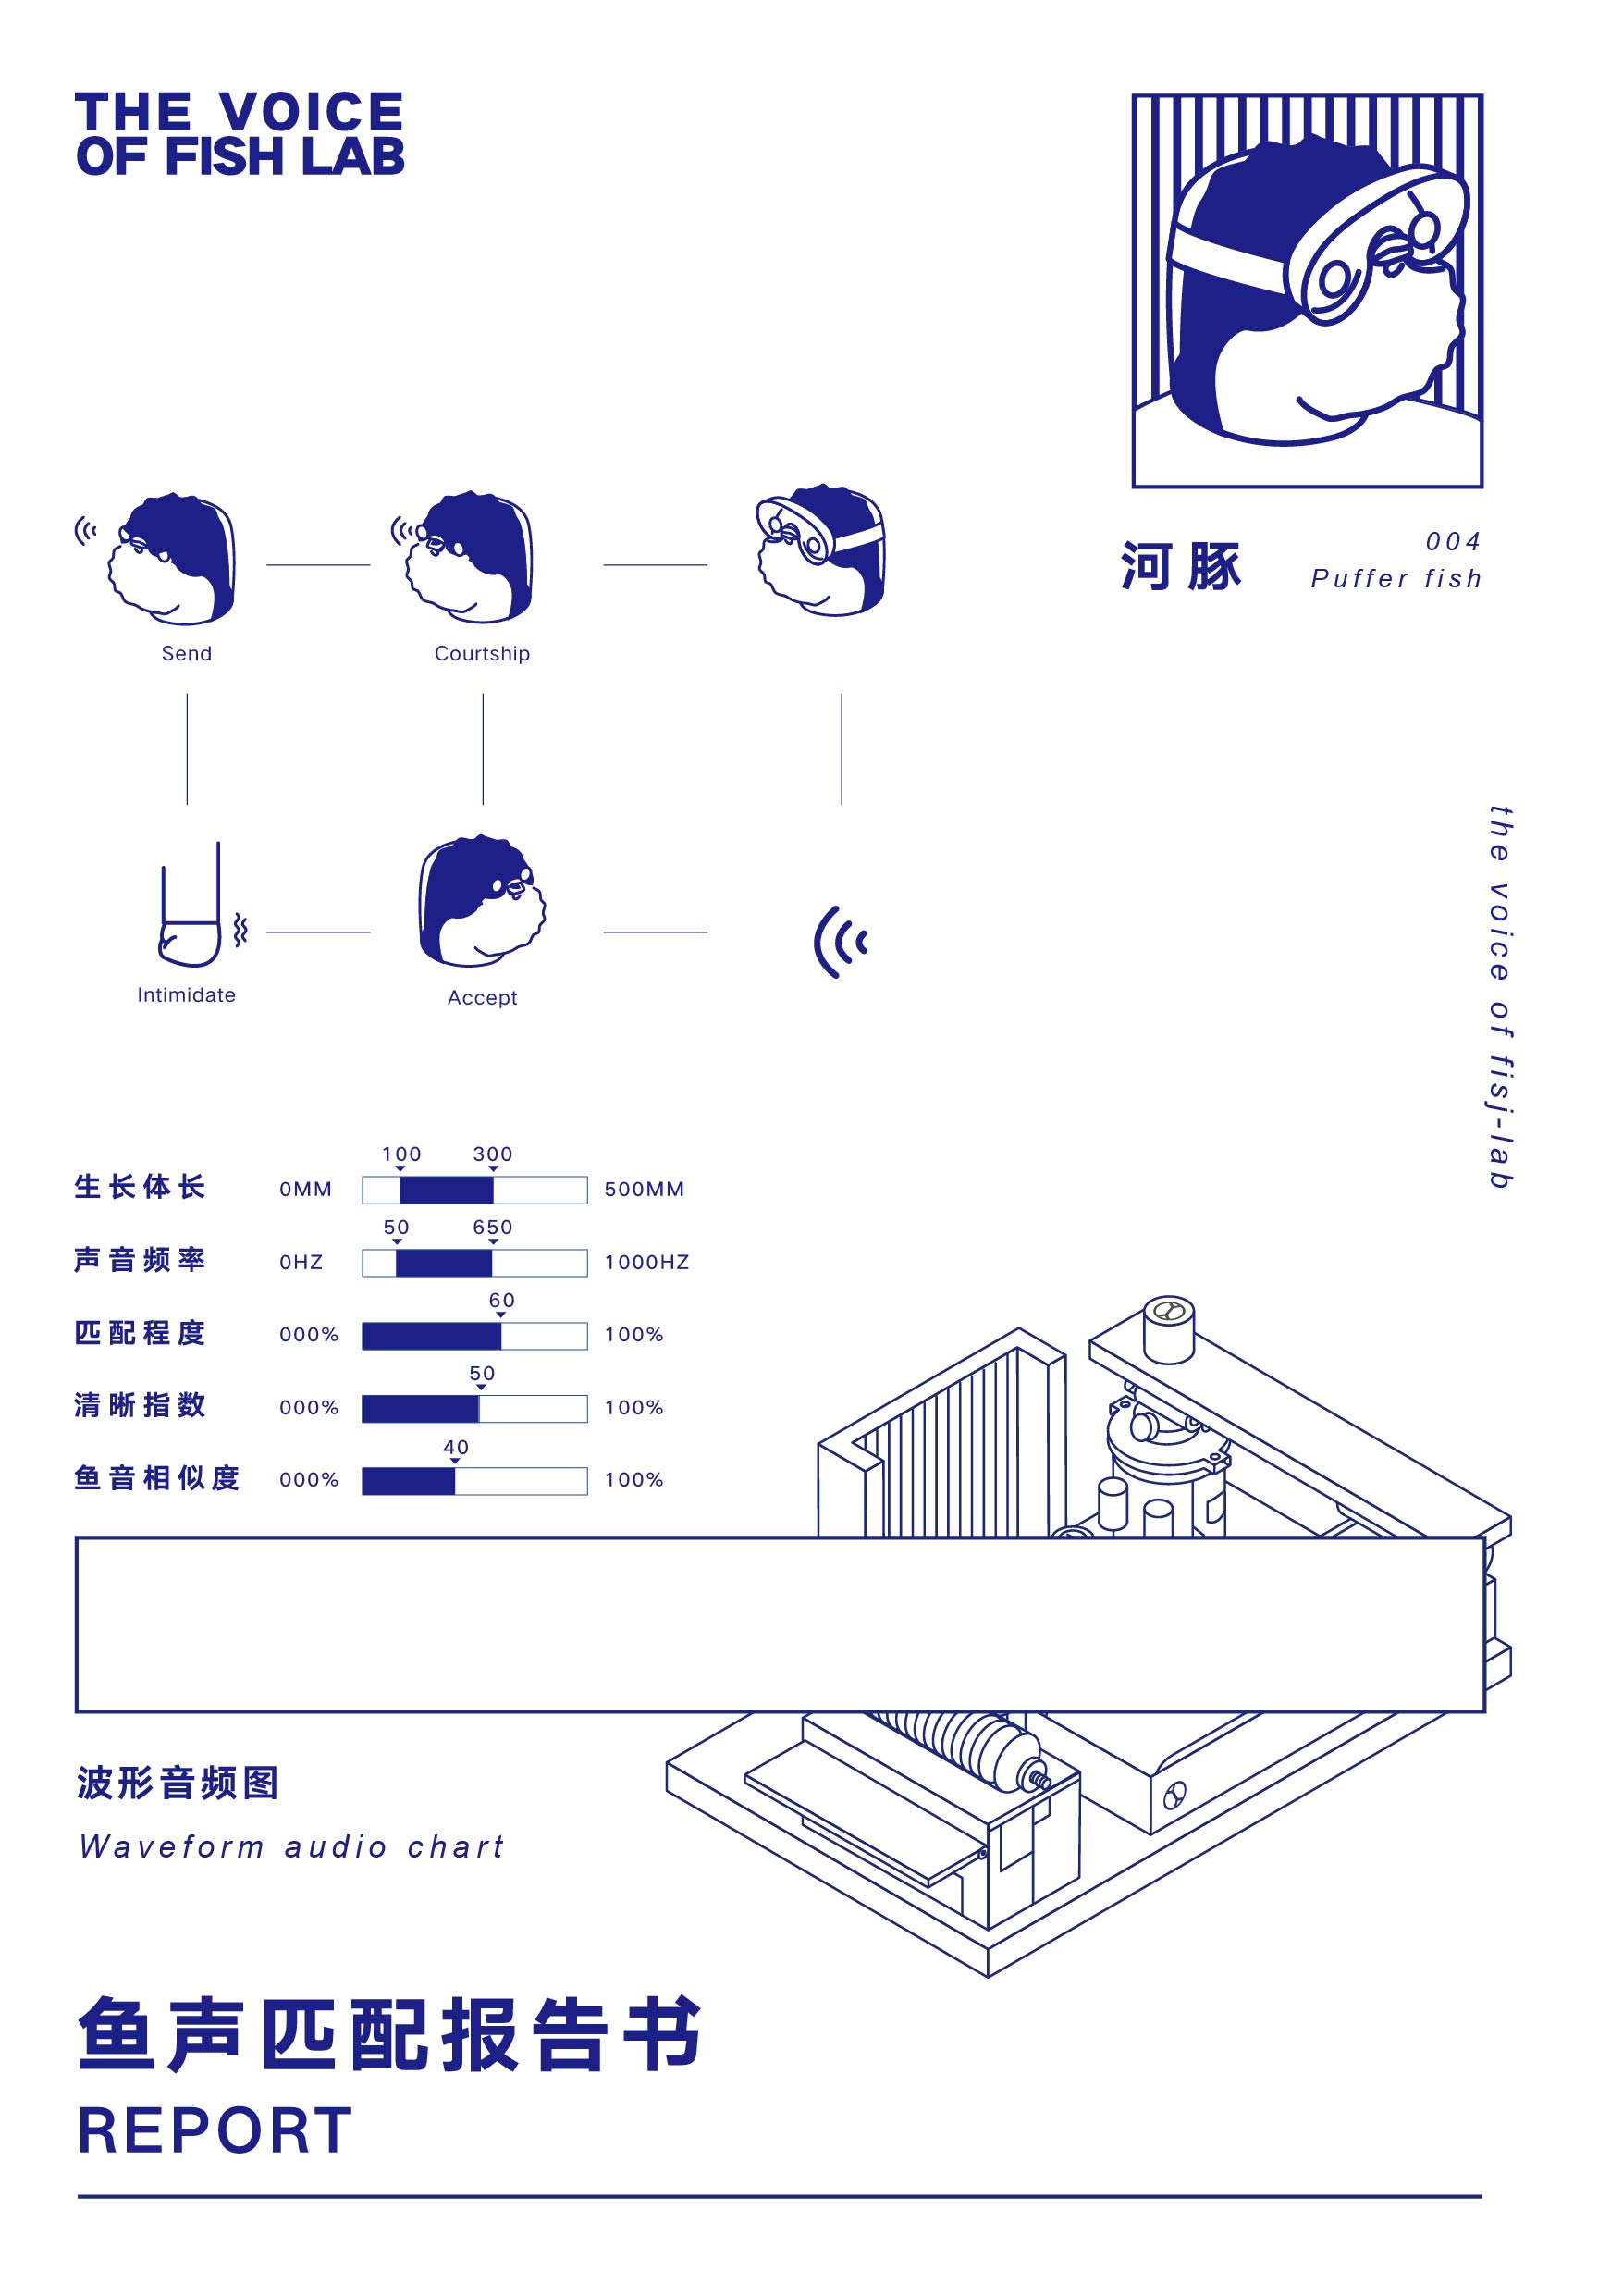 THE VOICE
OF FISH LAB
河豚
004
Puffer fish
Send
Courtship
Intimidate
Accept
the voice of fisj-lab
100 300
生长体长 0MM 500MM
50 650
声音频率 0HZ 1000HZ
60
匹配程度 000% 100%
50
清晰指数 000% 100%
40
鱼音相似度 000% 100%
波形音频图
Waveform audio chart
鱼声匹配报告书
REPORT